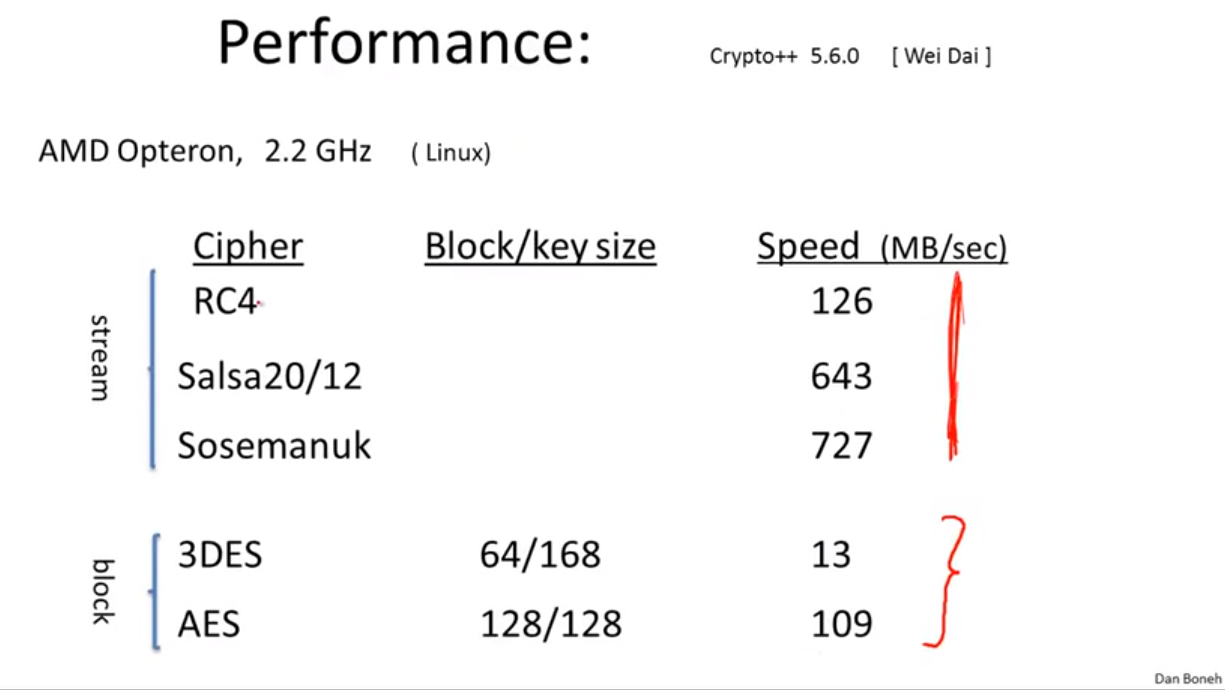 Performance: Crypto++ 5.6.0 [ Wei Dai ]
AMD Opteron, 2.2 GHz ( Linux)
Cipher Block/key size Speed (MB/sec)
stream
RC4 126
Salsa20/12 643
Sosemanuk 727
block
3DES 64/168 13
AES 128/128 109
Dan Boneh